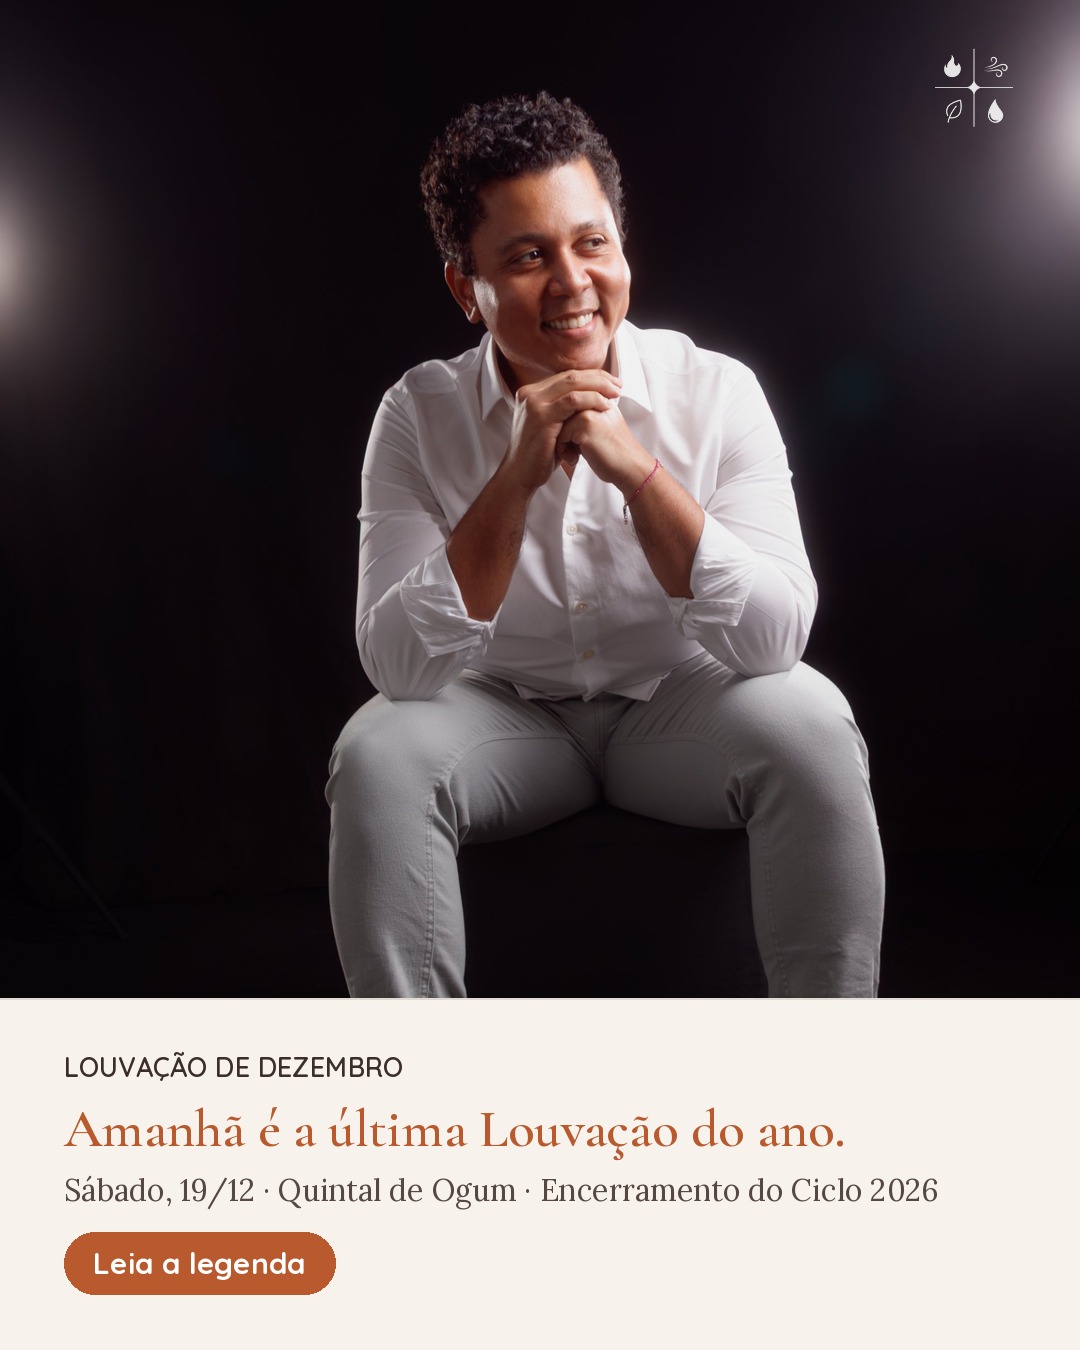 LOUVAÇÃO DE DEZEMBRO
Amanhã é a última Louvação do ano.
Sábado, 19/12 · Quintal de Ogum · Encerramento do Ciclo 2026
Leia a legenda